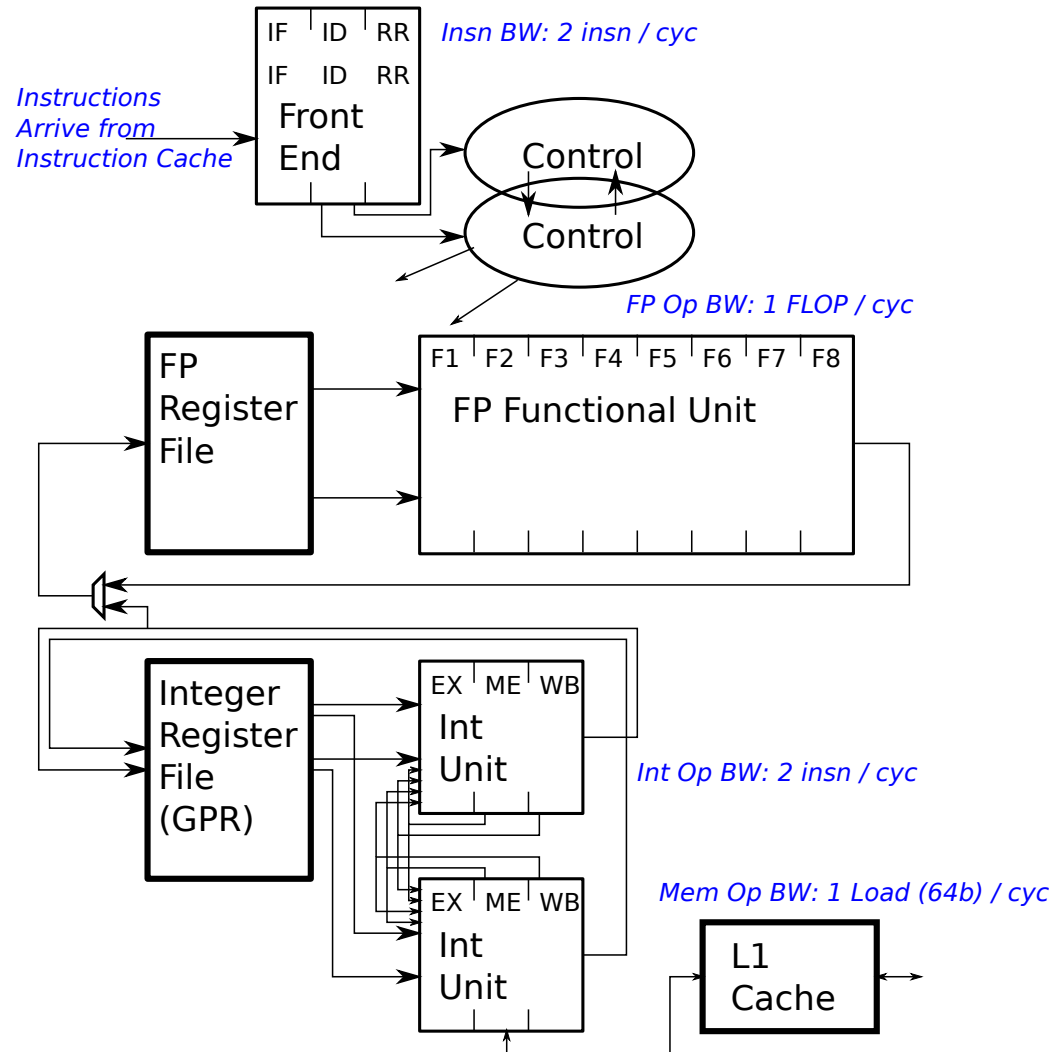 IF ID RR
Insn BW: 2 insn / cyc
IF ID RR
Instructions
Arrive from
Instruction Cache
Front
End
Control
Control
FP Op BW: 1 FLOP / cyc
FP
Register
File
F1 F2 F3 F4 F5 F6 F7 F8
FP Functional Unit
Integer
Register
File
(GPR)
EX ME WB
Int
Unit
Int Op BW: 2 insn / cyc
EX ME WB
Int
Unit
Mem Op BW: 1 Load (64b) / cyc
L1
Cache